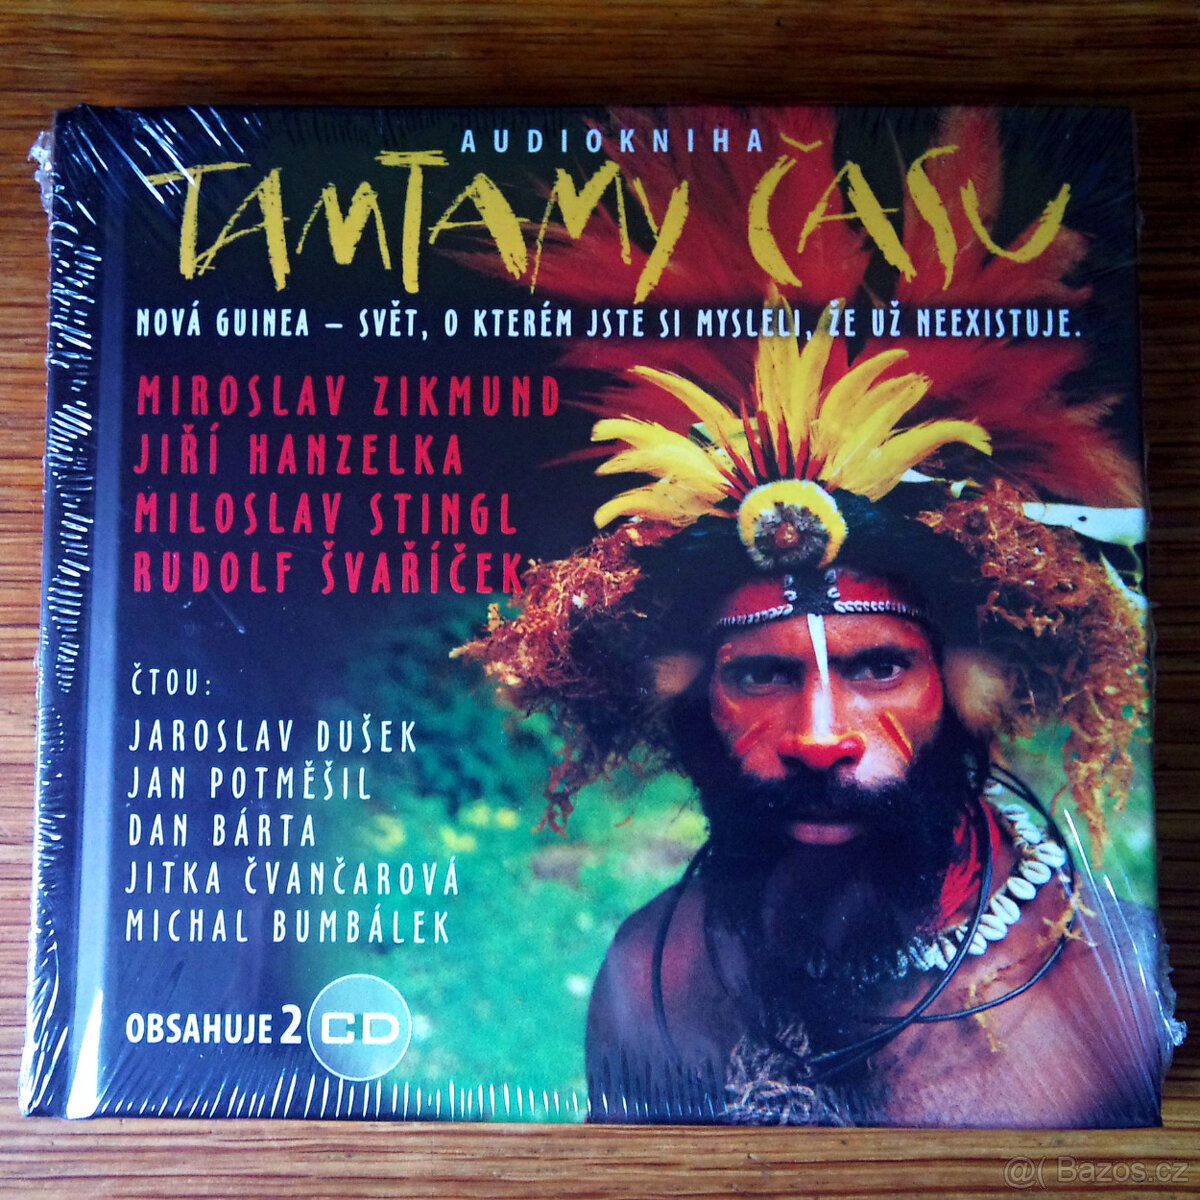 AUDIOKNIHA
TAMTAMY ČASU
NOVÁ GUINEA – SVĚT, O KTERÉM JSTE SI MYSLELI, ŽE UŽ NEEXISTUJE.
MIROSLAV ZIKMUND
JIŘÍ HANZELKA
MILOSLAV STINGL
RUDOLF ŠVAŘÍČEK
ČTOU:
JAROSLAV DUŠEK
JAN POTMĚŠIL
DAN BÁRTA
JITKA ČVANČAROVÁ
MICHAL BUMBÁLEK
OBSAHUJE 2 CD
@( Bazos.cz